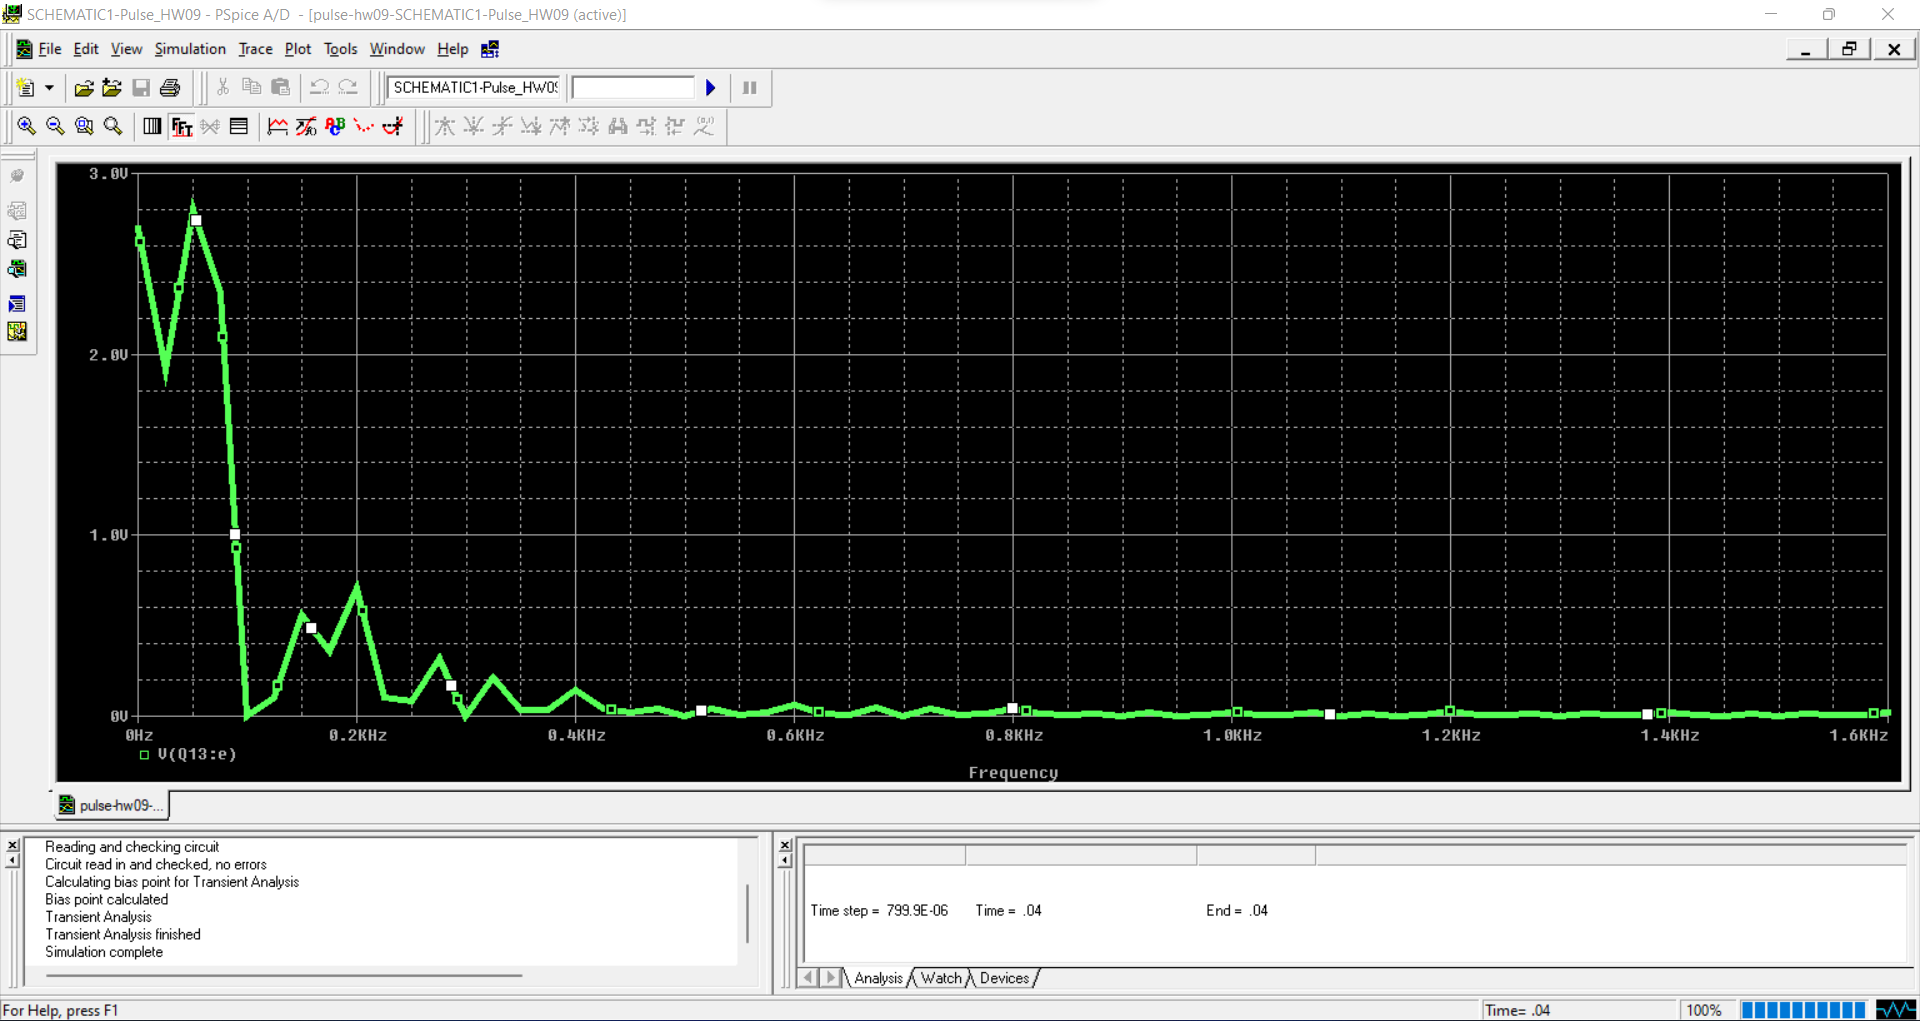 SCHEMATIC1-Pulse_HW09 - PSpice A/D - [pulse-hw09-SCHEMATIC1-Pulse_HW09 (active)]
File Edit View Simulation Trace Plot Tools Window Help
SCHEMATIC1-Pulse_HW09
FFT
3.0V
2.0V
1.0V
0V
0Hz 0.2KHz 0.4KHz 0.6KHz 0.8KHz 1.0KHz 1.2KHz 1.4KHz 1.6KHz
V(Q13:e)
Frequency
pulse-hw09-...
Reading and checking circuit
Circuit read in and checked, no errors
Calculating bias point for Transient Analysis
Bias point calculated
Transient Analysis
Transient Analysis finished
Simulation complete
Time step = 799.9E-06 Time = .04 End = .04
Analysis Watch Devices
For Help, press F1 Time= .04 100%